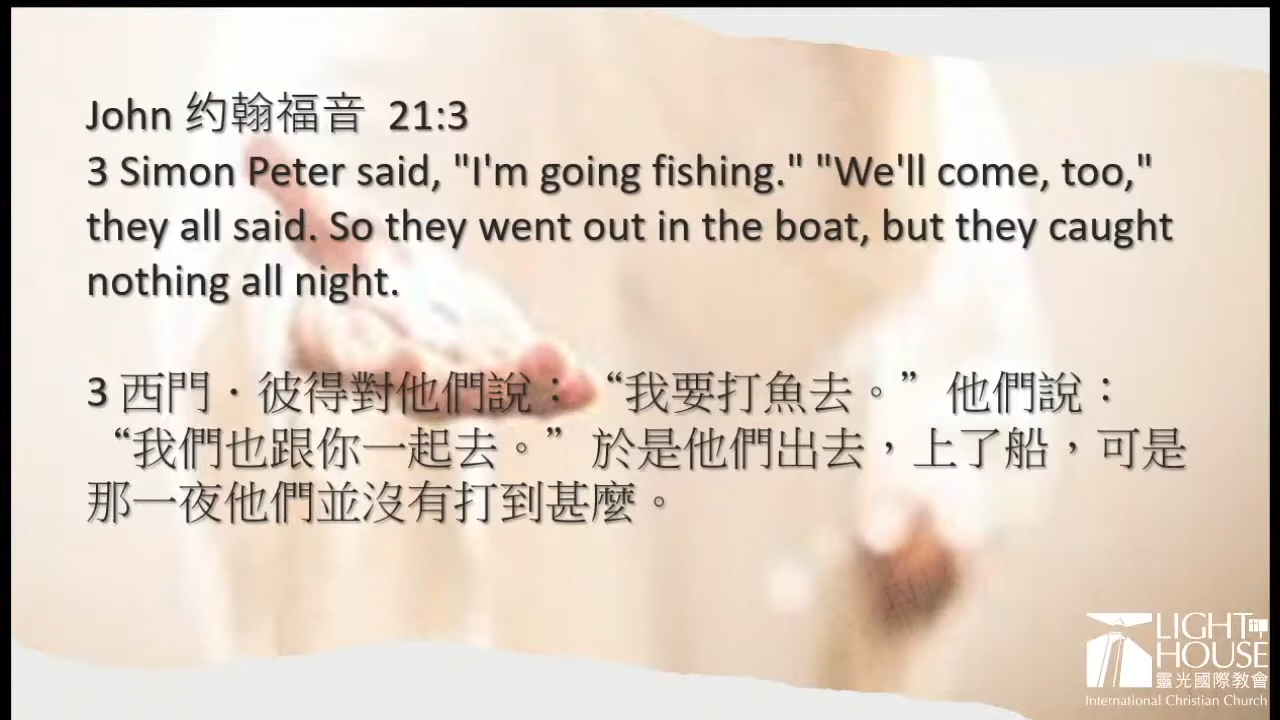 John 约翰福音 21:3
3 Simon Peter said, "I'm going fishing." "We'll come, too,"
they all said. So they went out in the boat, but they caught
nothing all night.
3 西門．彼得對他們說：“我要打魚去。”他們說：
“我們也跟你一起去。”於是他們出去，上了船，可是
那一夜他們並沒有打到甚麼。
LIGHT
HOUSE
靈光國際教會
International Christian Church